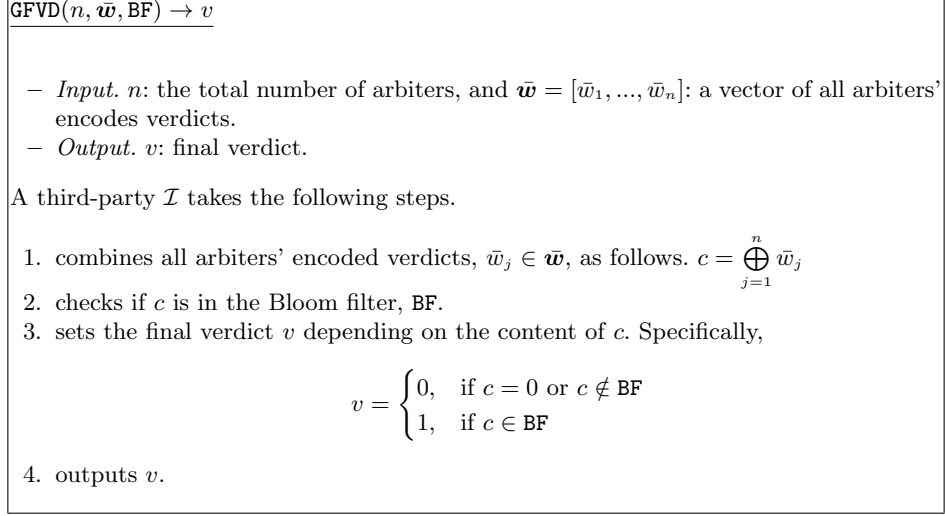 GFVD(n, w̄, BF) → v
– Input. n: the total number of arbiters, and w̄ = [w̄₁, ..., w̄ₙ]: a vector of all arbiters'
encodes verdicts.
– Output. v: final verdict.
A third-party 𝓘 takes the following steps.
1. combines all arbiters' encoded verdicts, w̄ⱼ ∈ w̄, as follows. c = ⊕ⁿⱼ₌₁ w̄ⱼ
2. checks if c is in the Bloom filter, BF.
3. sets the final verdict v depending on the content of c. Specifically,
v = { 0, if c = 0 or c ∉ BF
1, if c ∈ BF
4. outputs v.